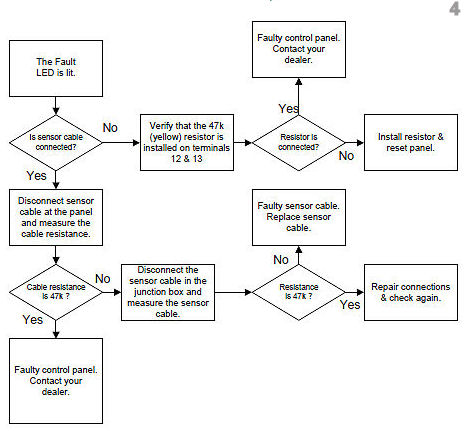 4
The Fault
LED is lit.
Faulty control panel.
Contact your
dealer.
Is sensor cable
connected?
No
Verify that the 47k
(yellow) resistor is
installed on terminals
12 & 13
Yes
Resistor is
connected?
No
Install resistor &
reset panel.
Yes
Disconnect sensor
cable at the panel
and measure the
cable resistance.
Faulty sensor cable.
Replace sensor
cable.
Cable resistance
is 47k ?
No
Disconnect the
sensor cable in the
junction box and
measure the sensor
cable.
No
Resistance
is 47k ?
Yes
Repair connections
& check again.
Yes
Faulty control panel.
Contact your
dealer.